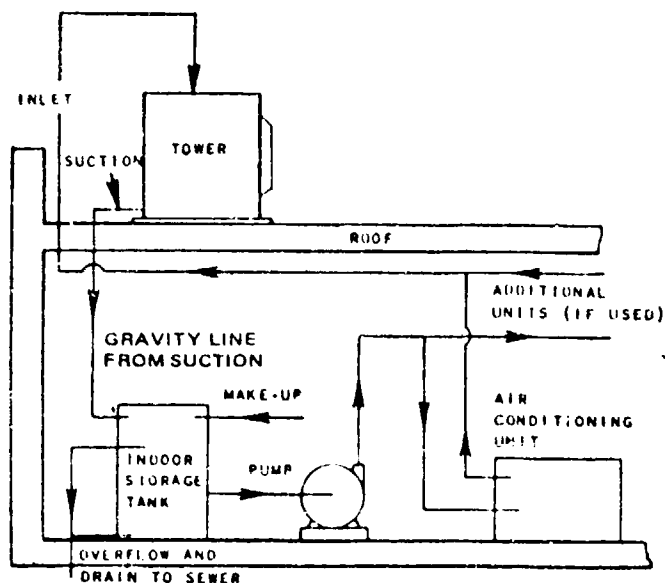 INLET
TOWER
SUCTION
ROOF
ADDITIONAL
UNITS (IF USED)
GRAVITY LINE
FROM SUCTION
MAKE-UP
AIR
CONDITIONING
UNIT
INDOOR
STORAGE
TANK
PUMP
OVERFLOW AND
DRAIN TO SEWER